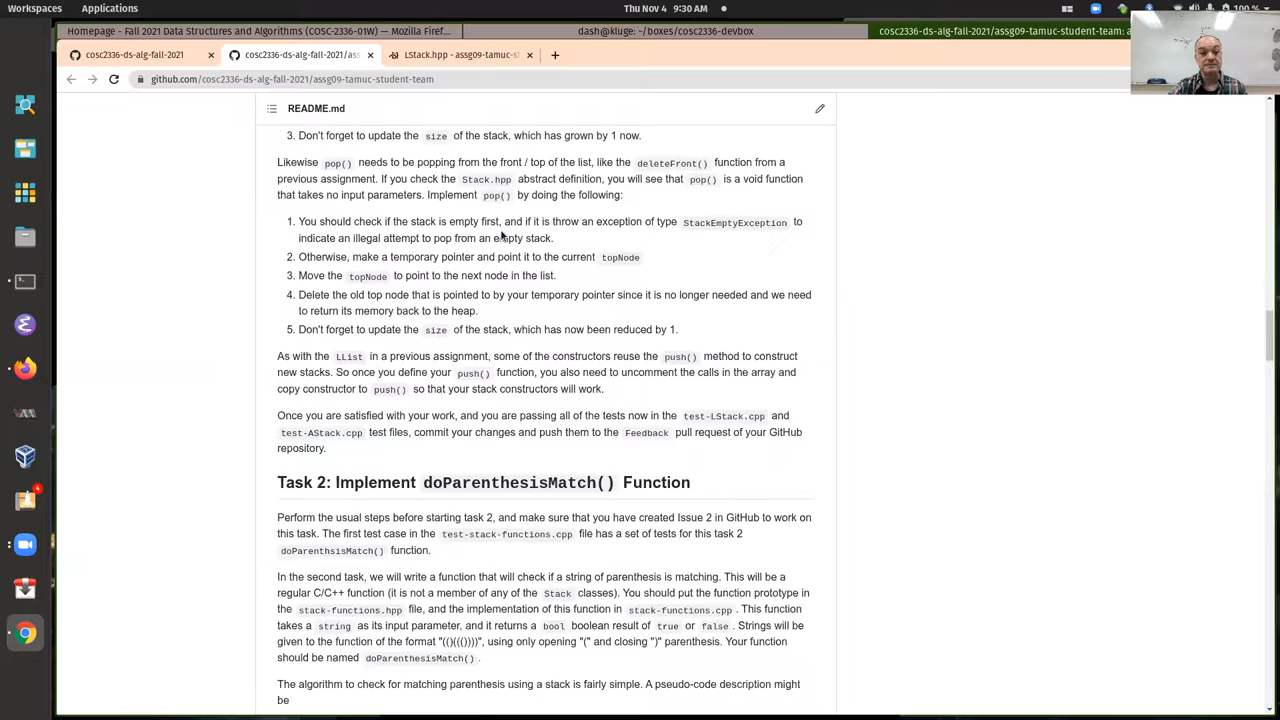 Workspaces Applications Thu Nov 4 9:30 AM 100 %
Homepage - Fall 2021 Data Structures and Algorithms (COSC-2336-01W) — Mozilla Firef... dash@kluge: ~/boxes/cosc2336-devbox cosc2336-ds-alg-fall-2021/assg09-tamuc-student-team: a
cosc2336-ds-alg-fall-2021 cosc2336-ds-alg-fall-2021/ass LStack.hpp - cosc2336-ds-alg
github.com/cosc2336-ds-alg-fall-2021/assg09-tamuc-student-team
README.md
3. Don't forget to update the size of the stack, which has grown by 1 now.
Likewise pop() needs to be popping from the front / top of the list, like the deleteFront() function from a
previous assignment. If you check the Stack.hpp abstract definition, you will see that pop() is a void function
that takes no input parameters. Implement pop() by doing the following:
1. You should check if the stack is empty first, and if it is throw an exception of type StackEmptyException to
indicate an illegal attempt to pop from an empty stack.
2. Otherwise, make a temporary pointer and point it to the current topNode
3. Move the topNode to point to the next node in the list.
4. Delete the old top node that is pointed to by your temporary pointer since it is no longer needed and we need
to return its memory back to the heap.
5. Don't forget to update the size of the stack, which has now been reduced by 1.
As with the LList in a previous assignment, some of the constructors reuse the push() method to construct
new stacks. So once you define your push() function, you also need to uncomment the calls in the array and
copy constructor to push() so that your stack constructors will work.
Once you are satisfied with your work, and you are passing all of the tests now in the test-LStack.cpp and
test-AStack.cpp test files, commit your changes and push them to the Feedback pull request of your GitHub
repository.
Task 2: Implement doParenthesisMatch() Function
Perform the usual steps before starting task 2, and make sure that you have created Issue 2 in GitHub to work on
this task. The first test case in the test-stack-functions.cpp file has a set of tests for this task 2
doParenthsisMatch() function.
In the second task, we will write a function that will check if a string of parenthesis is matching. This will be a
regular C/C++ function (it is not a member of any of the Stack classes). You should put the function prototype in
the stack-functions.hpp file, and the implementation of this function in stack-functions.cpp. This function
takes a string as its input parameter, and it returns a bool boolean result of true or false. Strings will be
given to the function of the format "(()((())))", using only opening "(" and closing ")" parenthesis. Your function
should be named doParenthesisMatch().
The algorithm to check for matching parenthesis using a stack is fairly simple. A pseudo-code description might
be